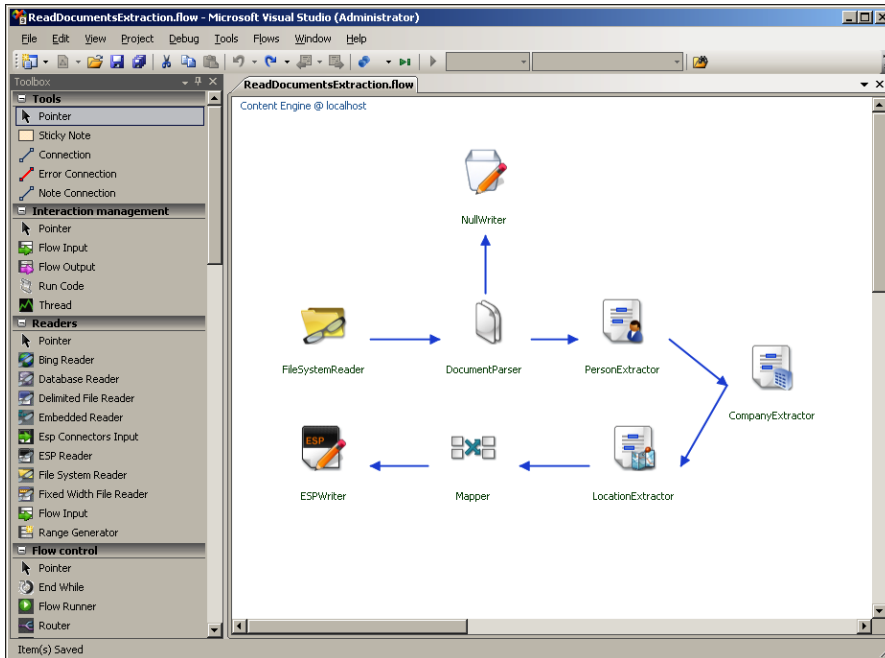 ReadDocumentsExtraction.flow - Microsoft Visual Studio (Administrator)
File Edit View Project Debug Tools Flows Window Help
Toolbox
Tools
Pointer
Sticky Note
Connection
Error Connection
Note Connection
Interaction management
Pointer
Flow Input
Flow Output
Run Code
Thread
Readers
Pointer
Bing Reader
Database Reader
Delimited File Reader
Embedded Reader
Esp Connectors Input
ESP Reader
File System Reader
Fixed Width File Reader
Flow Input
Range Generator
Flow control
Pointer
End While
Flow Runner
Router
ReadDocumentsExtraction.flow
Content Engine @ localhost
NullWriter
FileSystemReader
DocumentParser
PersonExtractor
CompanyExtractor
ESP
ESPWriter
Mapper
LocationExtractor
Item(s) Saved